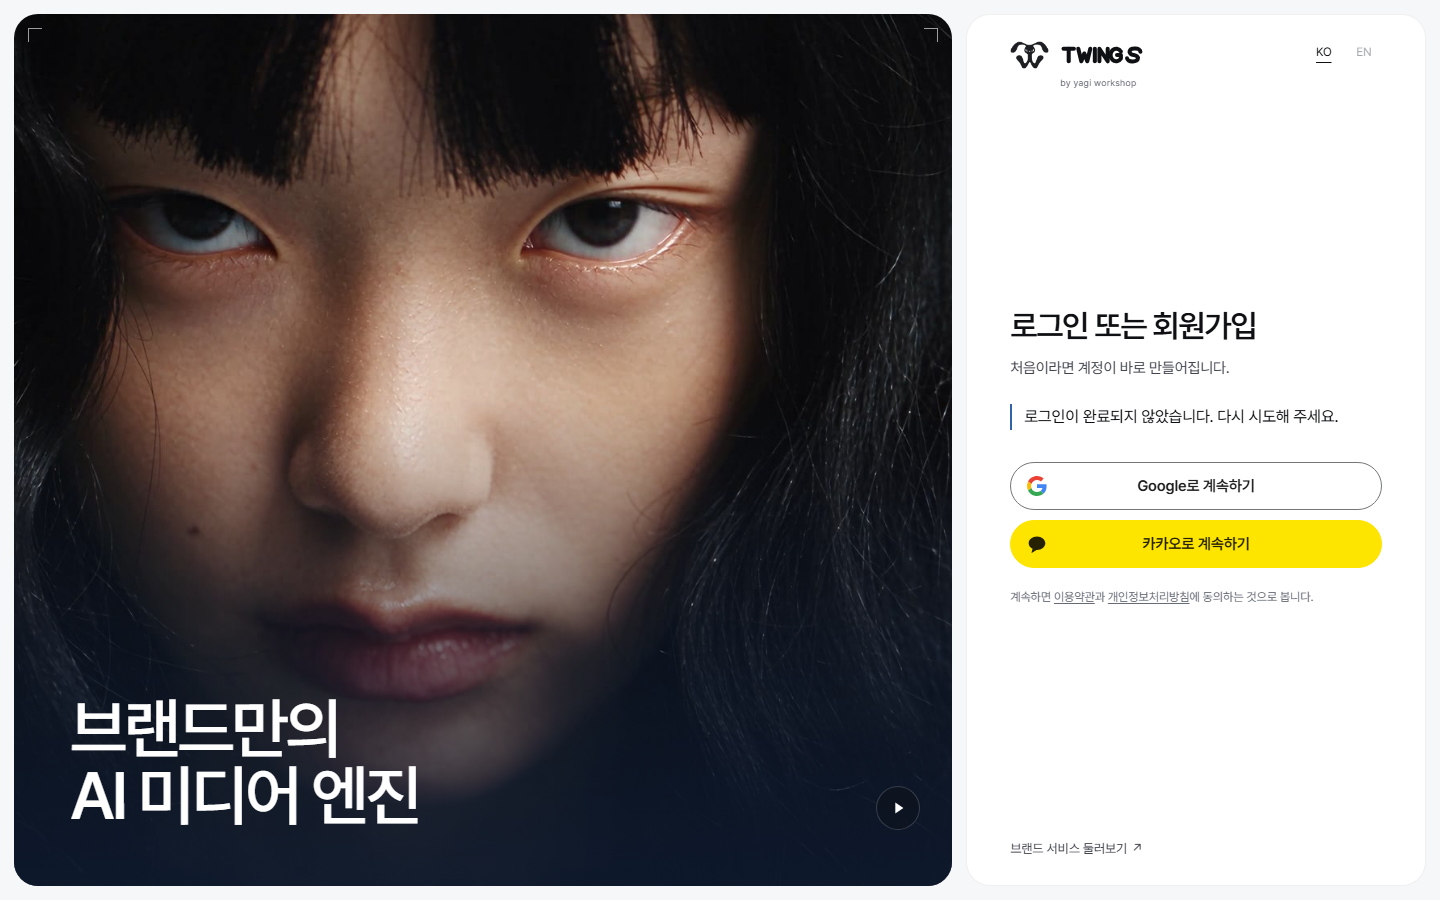 브랜드만의
AI 미디어 엔진
TWINGS
by yagi workshop
KO EN
로그인 또는 회원가입
처음이라면 계정이 바로 만들어집니다.
로그인이 완료되지 않았습니다. 다시 시도해 주세요.
Google로 계속하기
카카오로 계속하기
계속하면 이용약관과 개인정보처리방침에 동의하는 것으로 봅니다.
브랜드 서비스 둘러보기 ↗